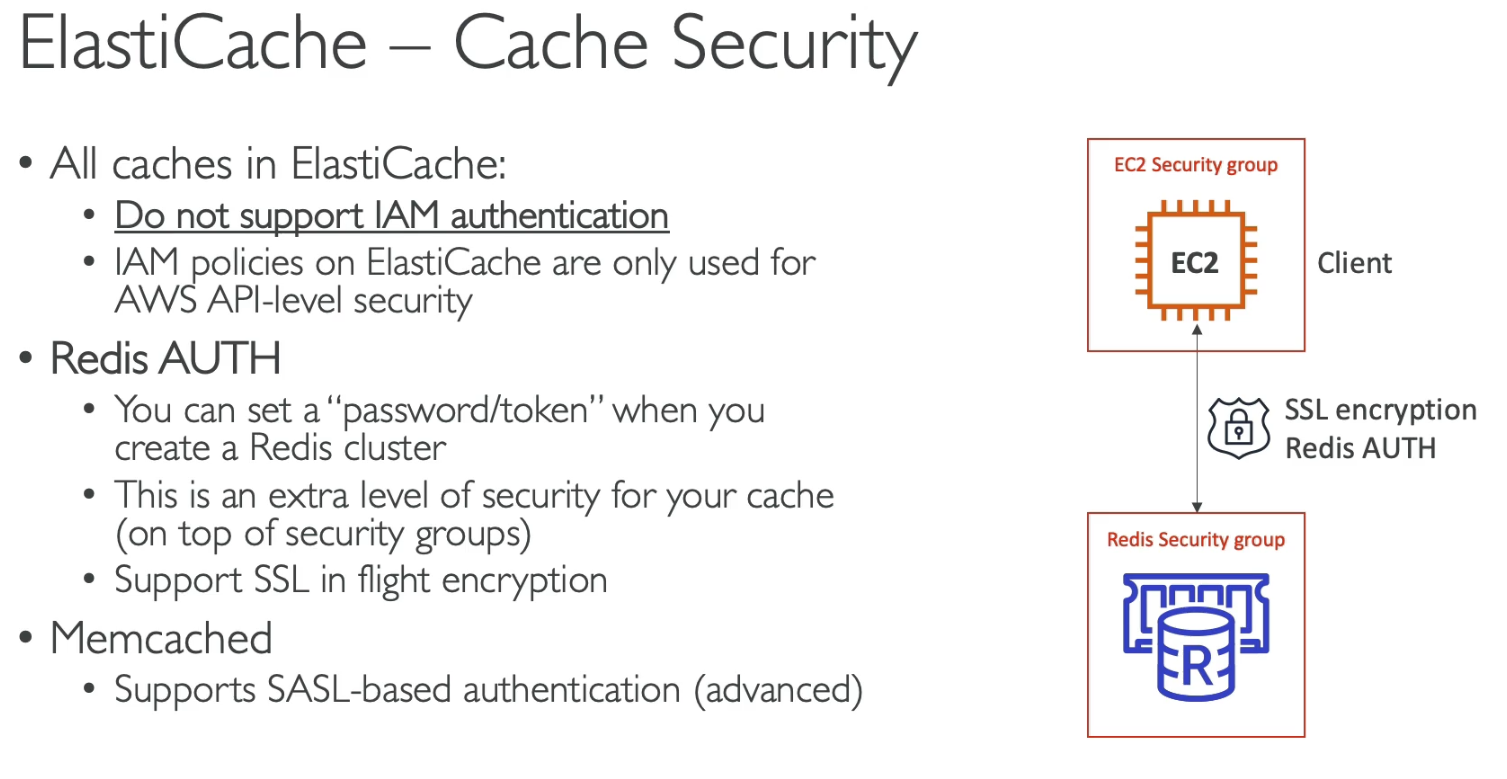 ElastiCache – Cache Security
• All caches in ElastiCache:
• Do not support IAM authentication
• IAM policies on ElastiCache are only used for
AWS API-level security
• Redis AUTH
• You can set a “password/token” when you
create a Redis cluster
• This is an extra level of security for your cache
(on top of security groups)
• Support SSL in flight encryption
• Memcached
• Supports SASL-based authentication (advanced)
EC2 Security group
EC2
Client
SSL encryption
Redis AUTH
Redis Security group
R